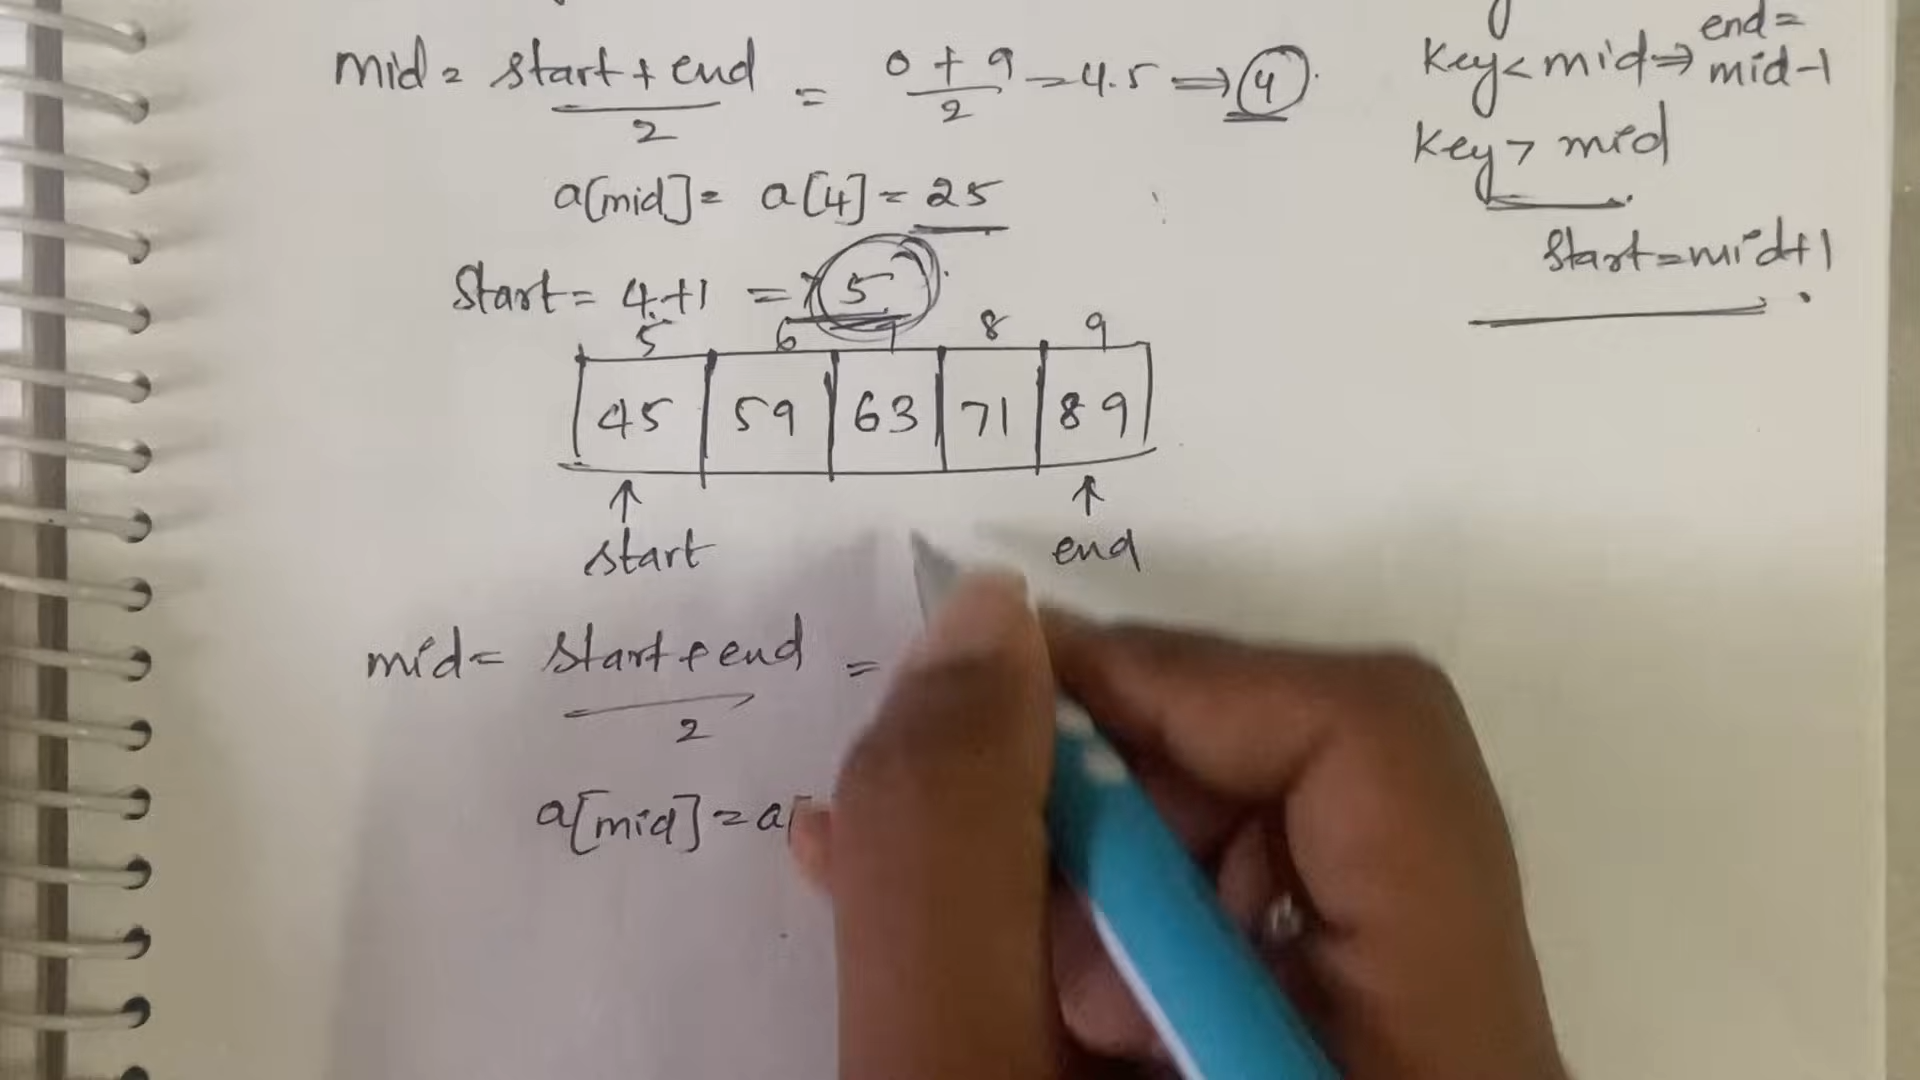 mid = start + end / 2 = 0 + 9 / 2 = 4.5 ⇒ 4
a[mid] = a[4] = 25
start = 4+1 = 5
5 6 7 8 9
45 59 63 71 89
↑ ↑
start end
mid = start + end / 2 =
a[mid] = a[
end =
key < mid ⇒ mid-1
key > mid
start = mid+1